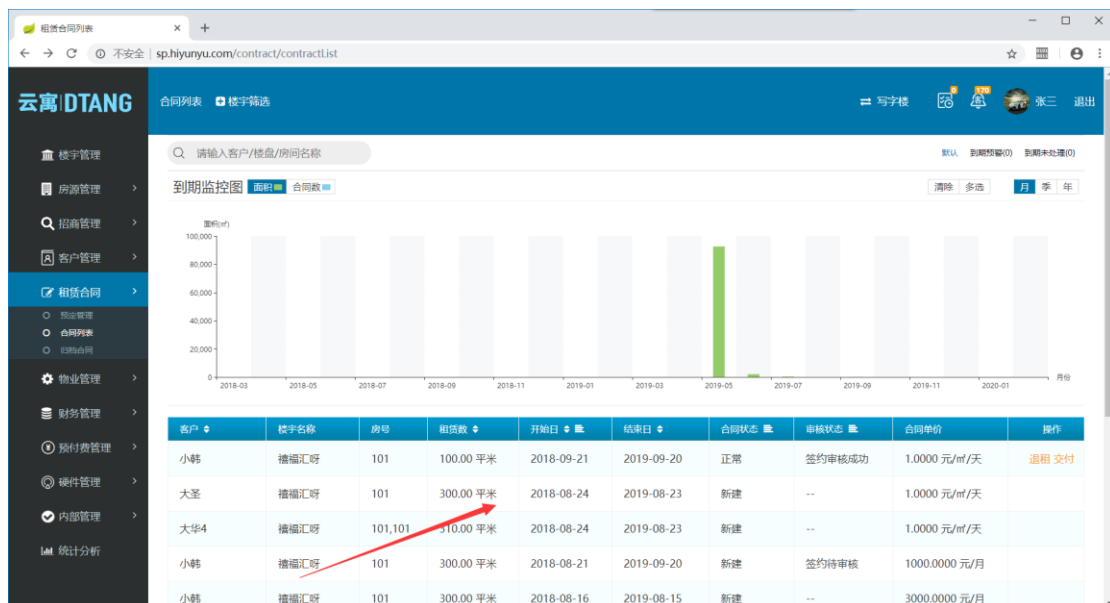 租赁合同列表
不安全 | sp.hiyunyu.com/contract/contractList
云寓 DTANG
合同列表 楼宇筛选 写字楼 0 170 张三 退出
楼宇管理
房源管理
招商管理
客户管理
租赁合同
预定管理
合同列表
归档合同
物业管理
财务管理
预付费管理
硬件管理
内部管理
统计分析
请输入客户/楼盘/房间名称 默认 到期预警(0) 到期未处理(0)
到期监控图 面积 合同数 清除 多选 月 季 年
面积(㎡)
100,000
80,000
60,000
40,000
20,000
0
2018-03 2018-05 2018-07 2018-09 2018-11 2019-01 2019-03 2019-05 2019-07 2019-09 2019-11 2020-01 月份
客户 楼宇名称 房号 租赁数 开始日 结束日 合同状态 审核状态 合同单价 操作
小韩 禧福汇呀 101 100.00 平米 2018-09-21 2019-09-20 正常 签约审核成功 1.0000 元/㎡/天 退租 交付
大圣 禧福汇呀 101 300.00 平米 2018-08-24 2019-08-23 新建 -- 1.0000 元/㎡/天
大华4 禧福汇呀 101,101 310.00 平米 2018-08-24 2019-08-23 新建 -- 1.0000 元/㎡/天
小韩 禧福汇呀 101 300.00 平米 2018-08-21 2019-09-20 新建 签约待审核 1000.0000 元/月
小韩 禧福汇呀 101 300.00 平米 2018-08-16 2019-08-15 新建 -- 3000.0000 元/月